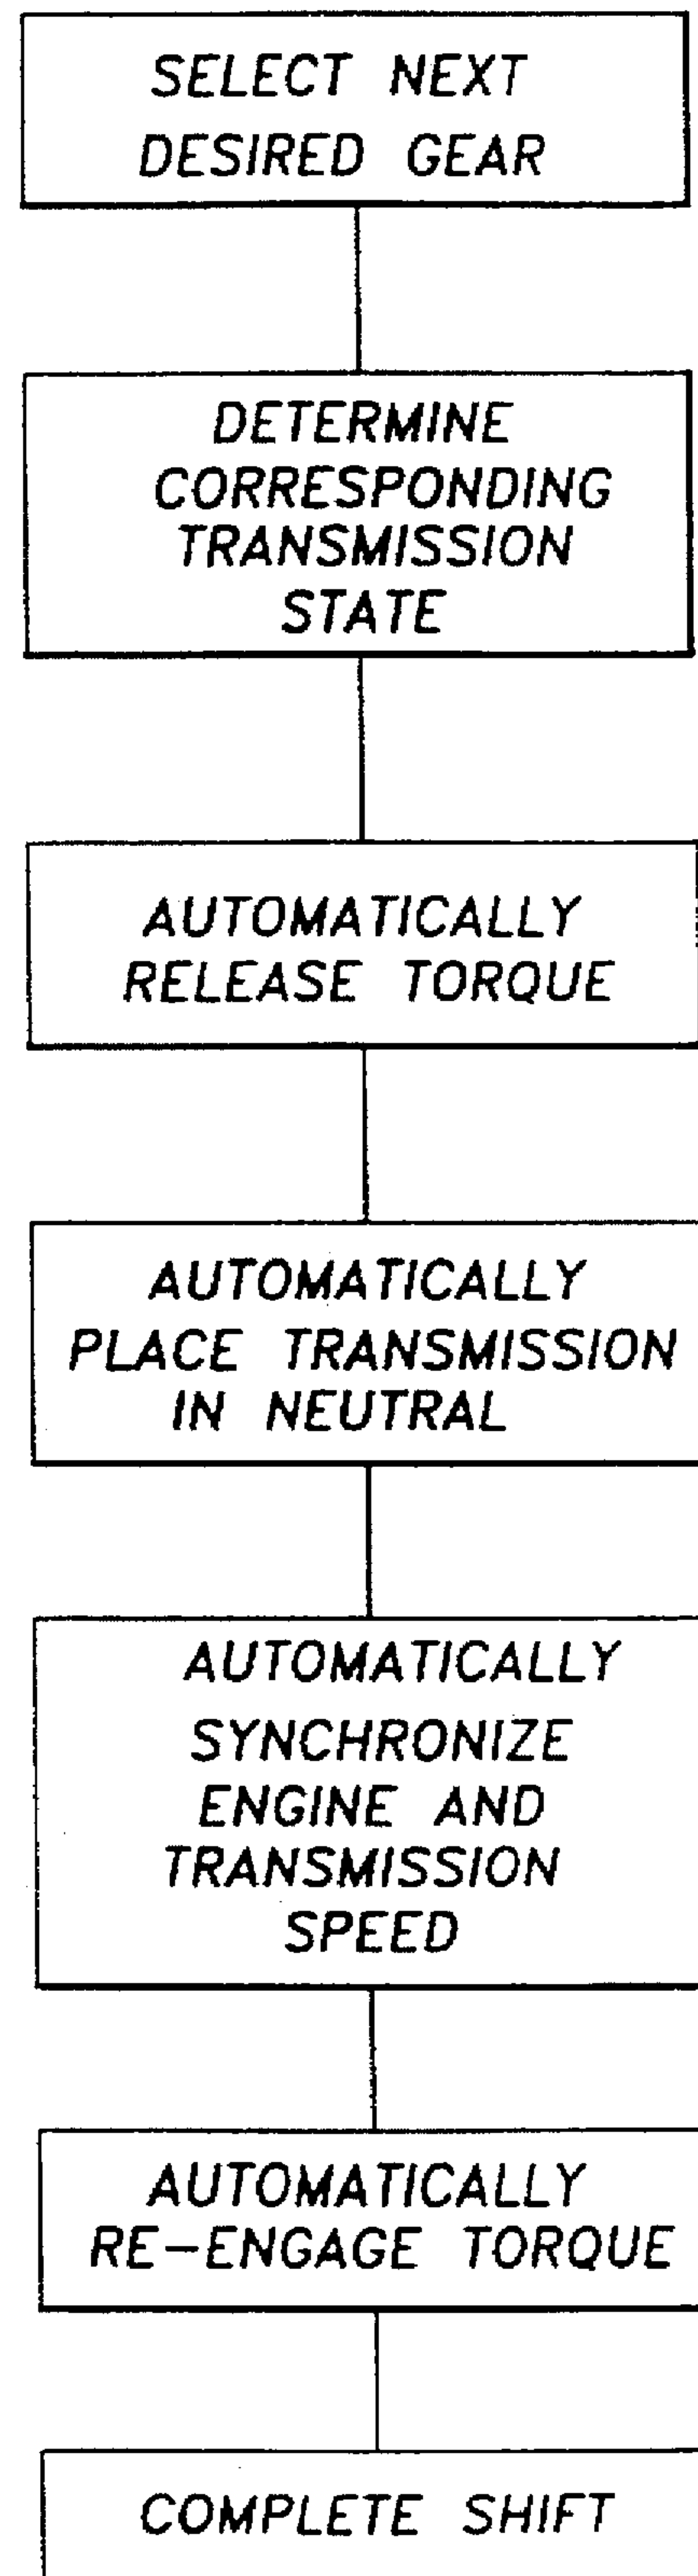 SELECT NEXT
DESIRED GEAR
DETERMINE
CORRESPONDING
TRANSMISSION
STATE
AUTOMATICALLY
RELEASE TORQUE
AUTOMATICALLY
PLACE TRANSMISSION
IN NEUTRAL
AUTOMATICALLY
SYNCHRONIZE
ENGINE AND
TRANSMISSION
SPEED
AUTOMATICALLY
RE-ENGAGE TORQUE
COMPLETE SHIFT